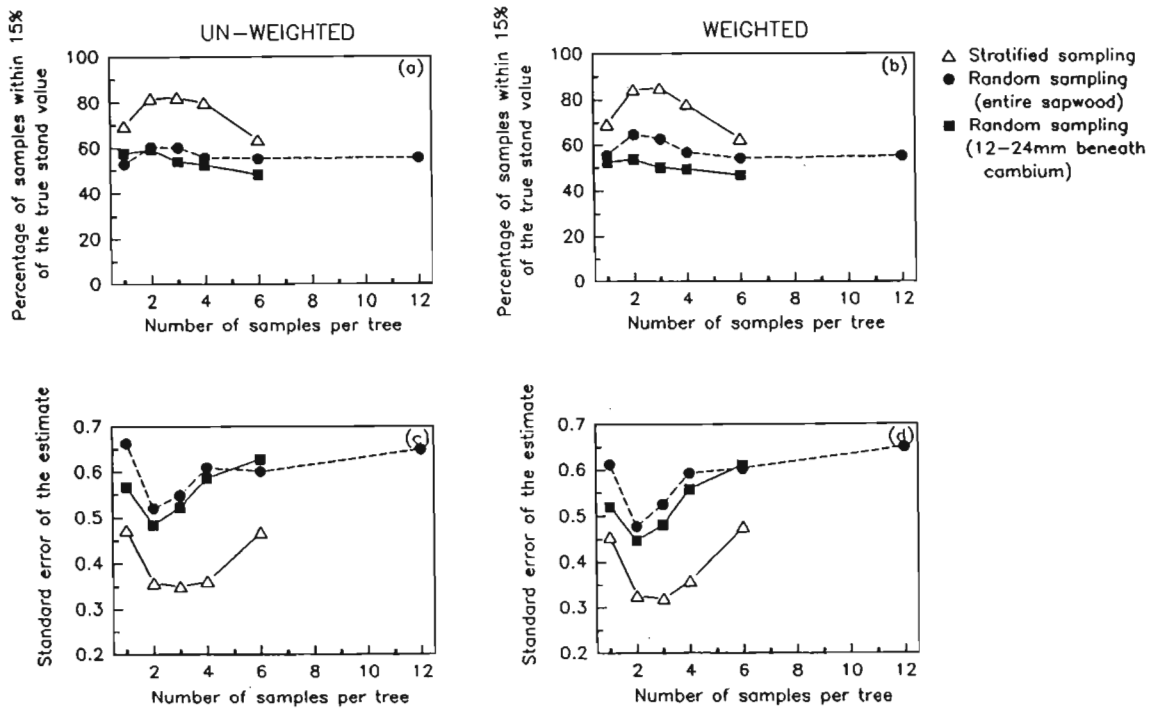 UN-WEIGHTED
Percentage of samples within 15%
of the true stand value
100
80
60
40
20
0
(a)
2 4 6 8 10 12
Number of samples per tree
WEIGHTED
Percentage of samples within 15%
of the true stand value
100
80
60
40
20
0
(b)
2 4 6 8 10 12
Number of samples per tree
Stratified sampling
Random sampling
(entire sapwood)
Random sampling
(12-24mm beneath
cambium)
Standard error of the estimate
0.7
0.6
0.5
0.4
0.3
0.2
(c)
2 4 6 8 10 12
Number of samples per tree
Standard error of the estimate
0.7
0.6
0.5
0.4
0.3
0.2
(d)
2 4 6 8 10 12
Number of samples per tree